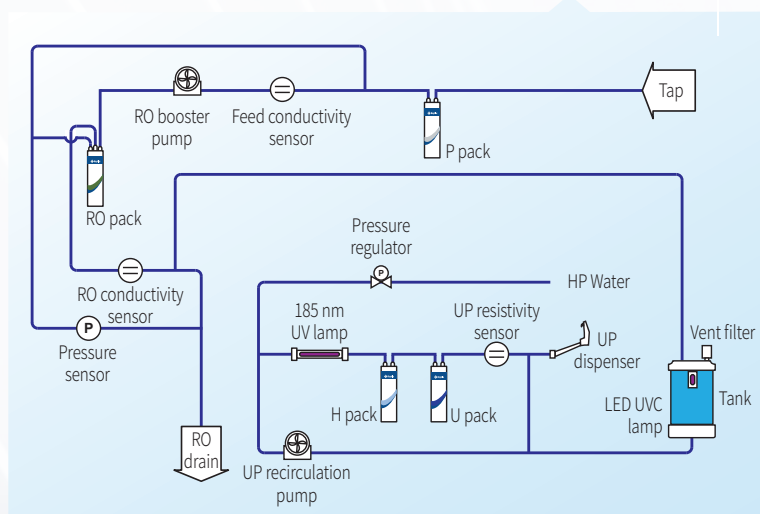 Tap
RO booster
pump
Feed conductivity
sensor
P pack
RO pack
Pressure
regulator
HP Water
RO conductivity
sensor
185 nm
UV lamp
UP resistivity
sensor
UP
dispenser
Vent filter
P
P
Pressure
sensor
H pack
U pack
LED UVC
lamp
Tank
RO
drain
UP recirculation
pump